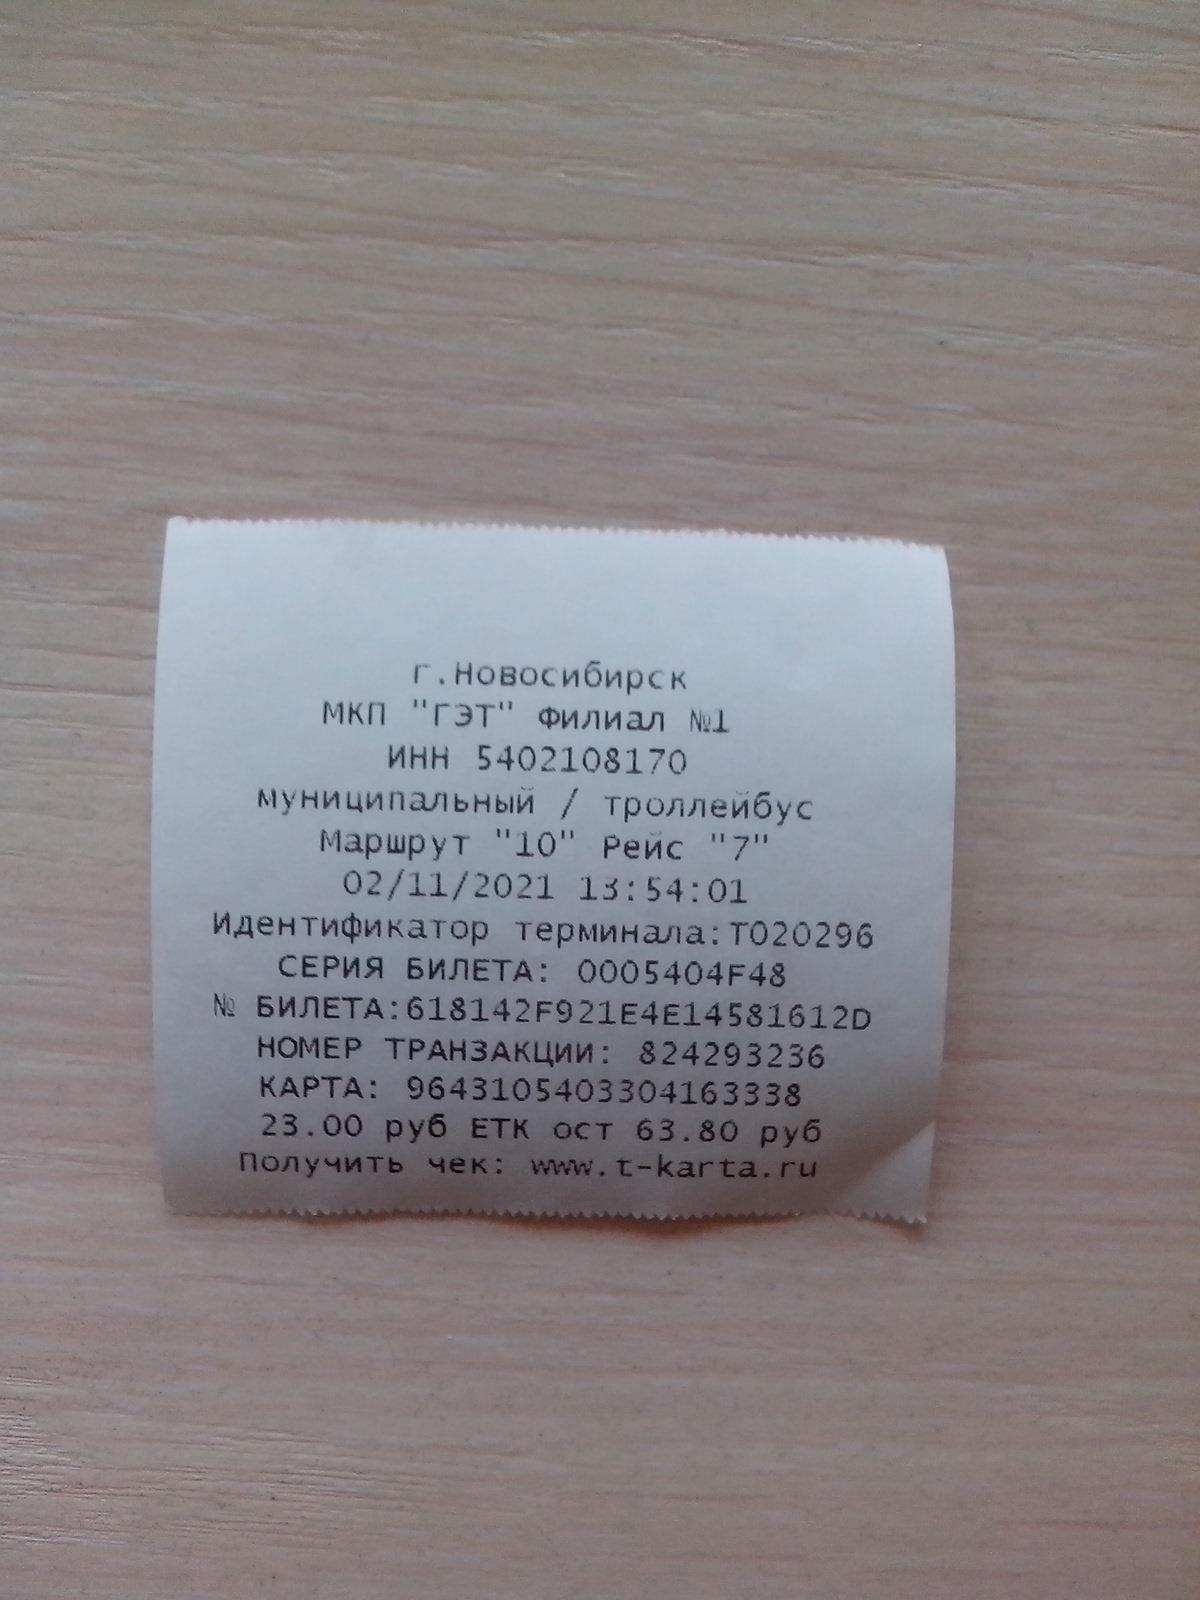 г.Новосибирск
МКП "ГЭТ" Филиал №1
ИНН 5402108170
муниципальный / троллейбус
Маршрут "10" Рейс "7"
02/11/2021 13:54:01
Идентификатор терминала:T020296
СЕРИЯ БИЛЕТА: 0005404F48
№ БИЛЕТА:618142F921E4E14581612D
НОМЕР ТРАНЗАКЦИИ: 824293236
КАРТА: 9643105403304163338
23.00 руб ЕТК ост 63.80 руб
Получить чек: www.t-karta.ru